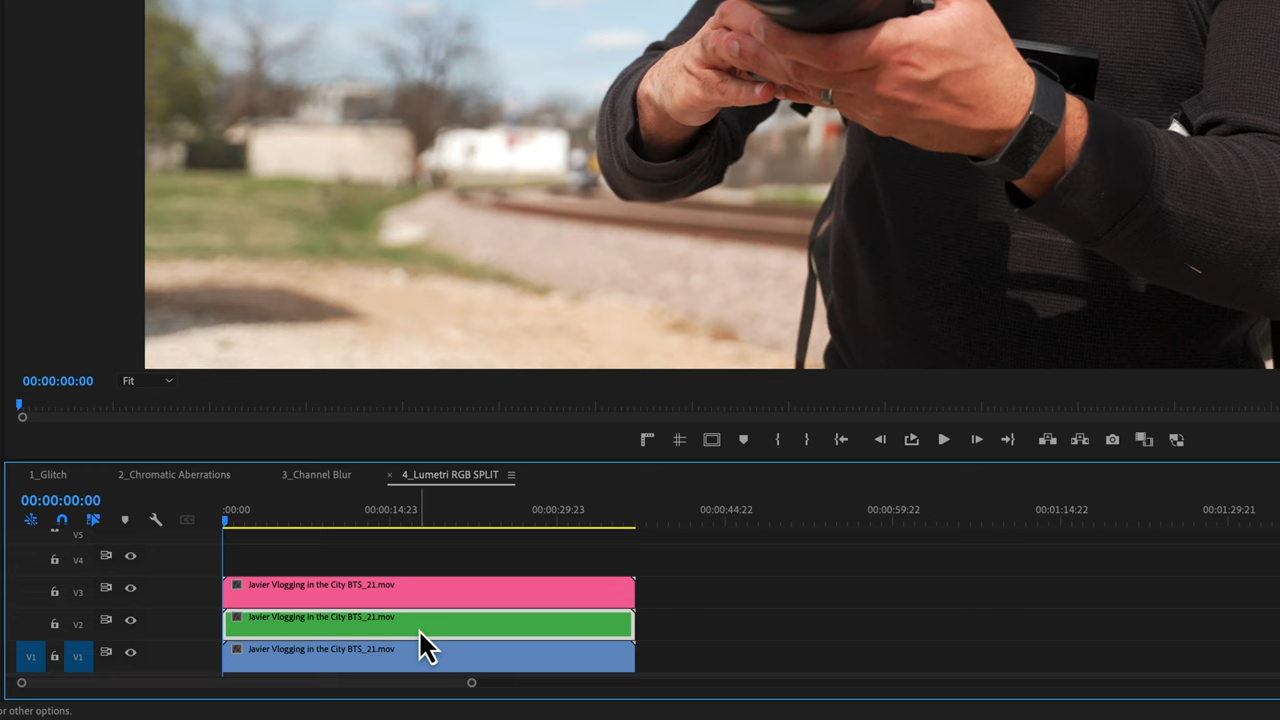 00:00:00:00 Fit
1_Glitch 2_Chromatic Aberrations 3_Channel Blur × 4_Lumetri RGB SPLIT
00:00:00:00
:00:00 00:00:14:23 00:00:29:23 00:00:44:22 00:00:59:22 00:01:14:22 00:01:29:21
V5
V4
V3 Javier Vlogging in the City BTS_21.mov
V2 Javier Vlogging in the City BTS_21.mov
V1 V1 Javier Vlogging in the City BTS_21.mov
or other options.